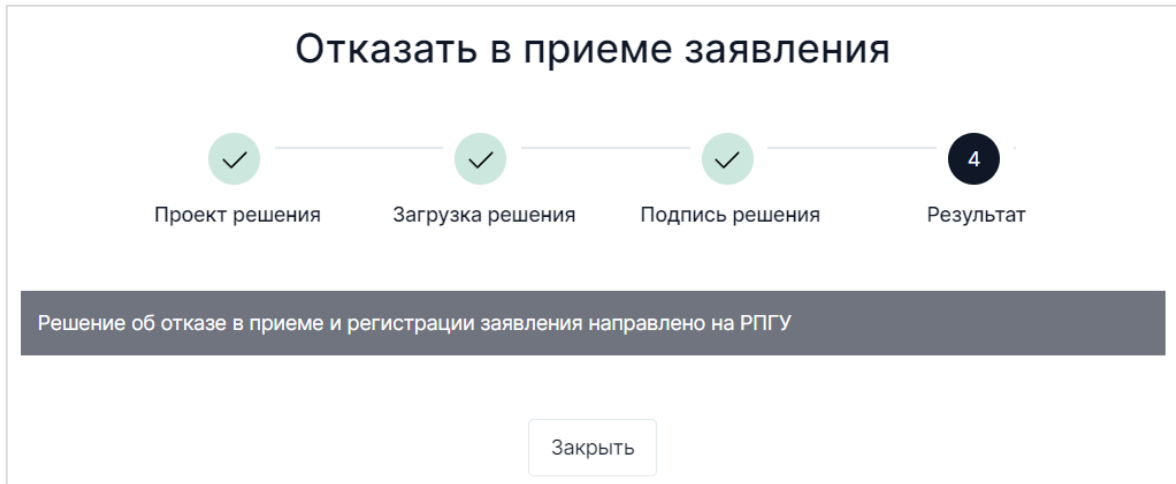 Отказать в приеме заявления
4
Проект решения Загрузка решения Подпись решения Результат
Решение об отказе в приеме и регистрации заявления направлено на РПГУ
Закрыть